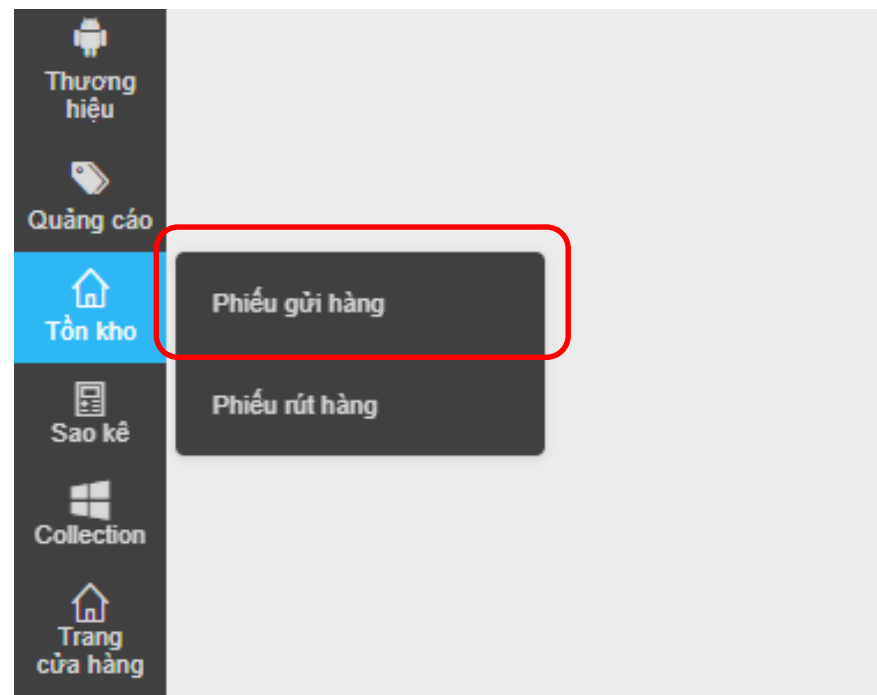 Thương
hiệu
Quảng cáo
Tồn kho
Phiếu gửi hàng
Phiếu rút hàng
Sao kê
Collection
Trang
cửa hàng